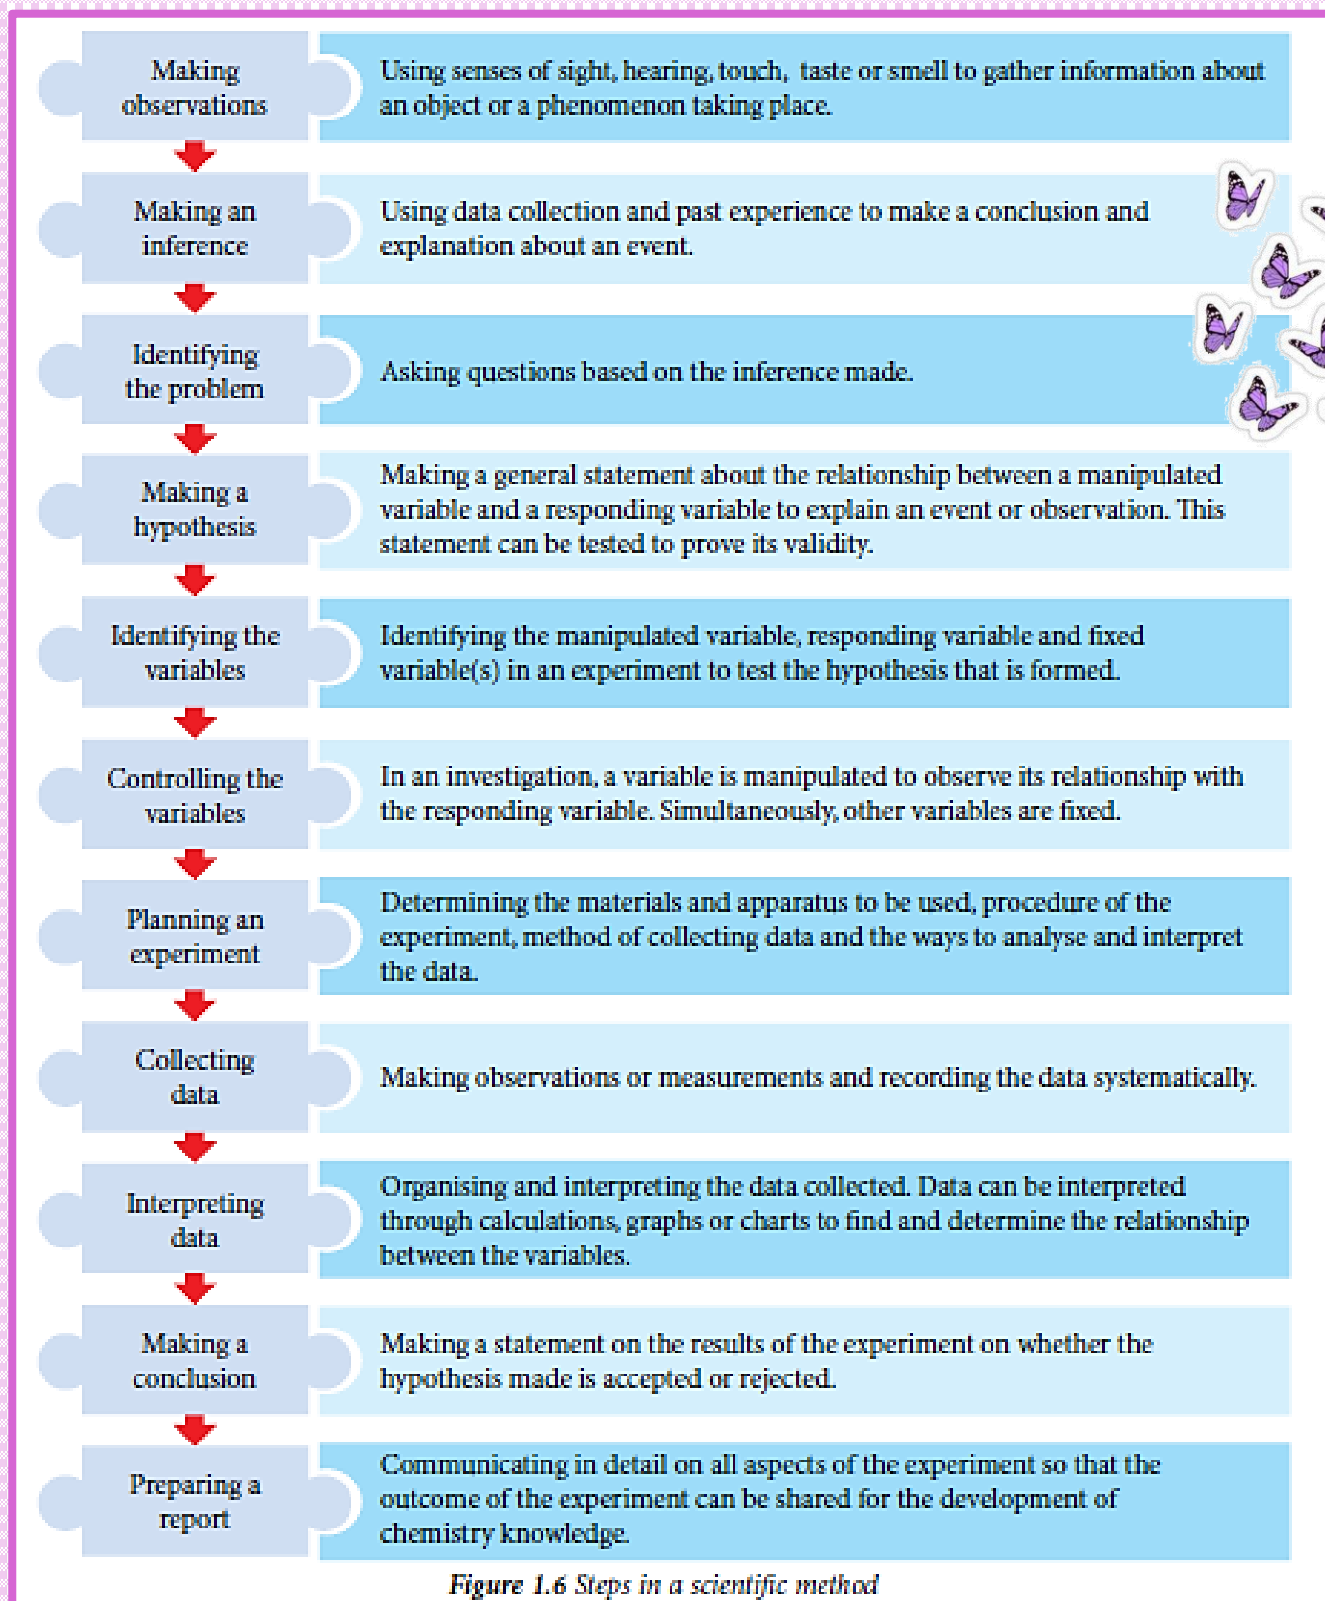 Making
observations
Using senses of sight, hearing, touch, taste or smell to gather information about
an object or a phenomenon taking place.
Making an
inference
Using data collection and past experience to make a conclusion and
explanation about an event.
Identifying
the problem
Asking questions based on the inference made.
Making a
hypothesis
Making a general statement about the relationship between a manipulated
variable and a responding variable to explain an event or observation. This
statement can be tested to prove its validity.
Identifying the
variables
Identifying the manipulated variable, responding variable and fixed
variable(s) in an experiment to test the hypothesis that is formed.
Controlling the
variables
In an investigation, a variable is manipulated to observe its relationship with
the responding variable. Simultaneously, other variables are fixed.
Planning an
experiment
Determining the materials and apparatus to be used, procedure of the
experiment, method of collecting data and the ways to analyse and interpret
the data.
Collecting
data
Making observations or measurements and recording the data systematically.
Interpreting
data
Organising and interpreting the data collected. Data can be interpreted
through calculations, graphs or charts to find and determine the relationship
between the variables.
Making a
conclusion
Making a statement on the results of the experiment on whether the
hypothesis made is accepted or rejected.
Preparing a
report
Communicating in detail on all aspects of the experiment so that the
outcome of the experiment can be shared for the development of
chemistry knowledge.
Figure 1.6 Steps in a scientific method